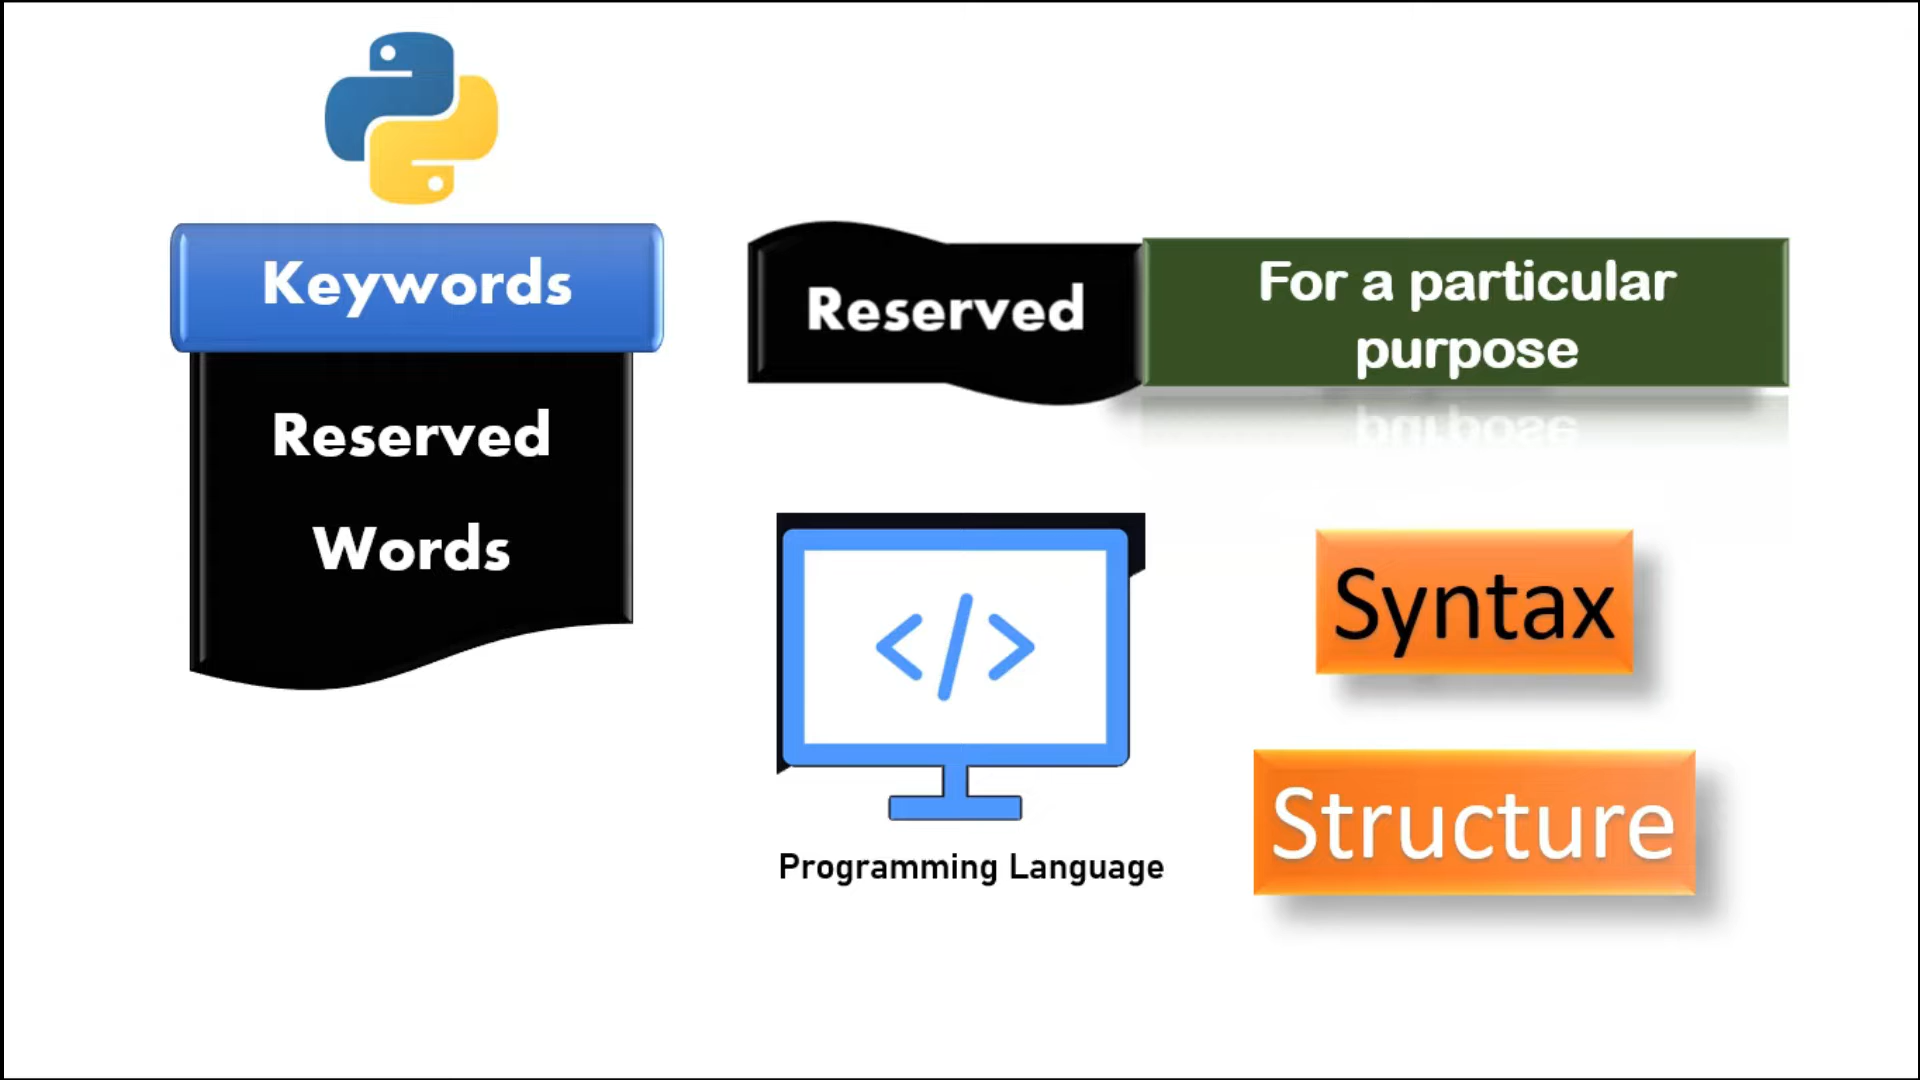 Keywords
Reserved
Words
Reserved
For a particular
purpose
</>
Programming Language
Syntax
Structure